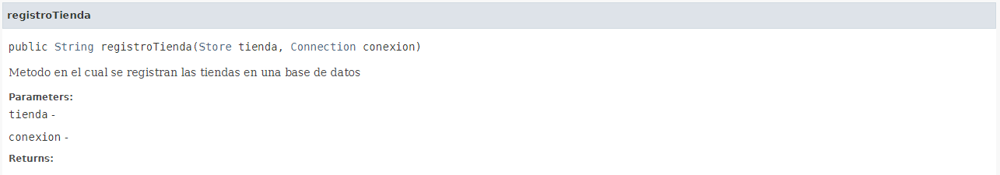 registroTienda
public String registroTienda(Store tienda, Connection conexion)
Metodo en el cual se registran las tiendas en una base de datos
Parameters:
tienda -
conexion -
Returns: